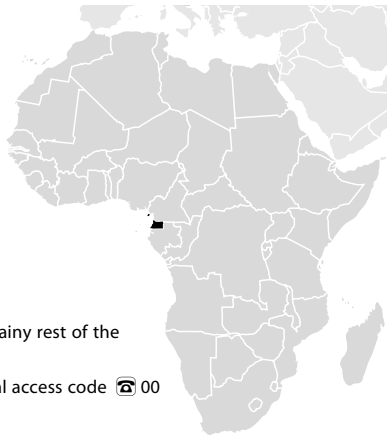 ainy rest of the
al access code ☎ 00